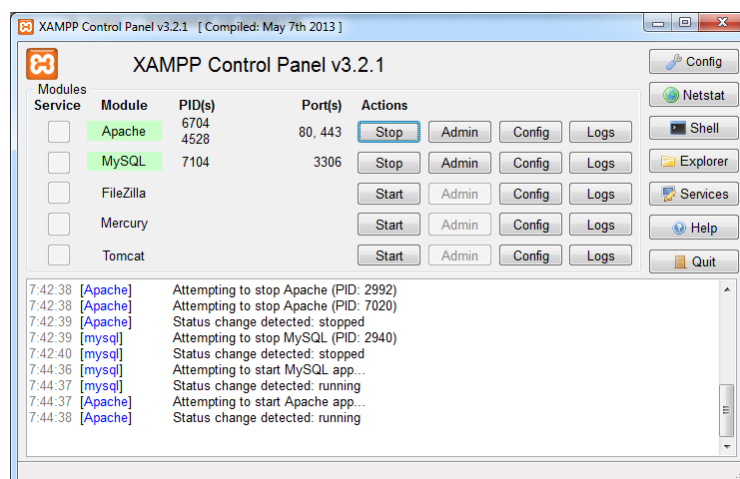 XAMPP Control Panel v3.2.1 [ Compiled: May 7th 2013 ]
XAMPP Control Panel v3.2.1
Config
Modules
Service Module PID(s) Port(s) Actions
Netstat
Apache 6704 4528 80, 443 Stop Admin Config Logs
Shell
MySQL 7104 3306 Stop Admin Config Logs
Explorer
FileZilla Start Admin Config Logs
Services
Mercury Start Admin Config Logs
Help
Tomcat Start Admin Config Logs
Quit
7:42:38 [Apache] Attempting to stop Apache (PID: 2992)
7:42:38 [Apache] Attempting to stop Apache (PID: 7020)
7:42:39 [Apache] Status change detected: stopped
7:42:39 [mysql] Attempting to stop MySQL (PID: 2940)
7:42:40 [mysql] Status change detected: stopped
7:44:36 [mysql] Attempting to start MySQL app...
7:44:37 [mysql] Status change detected: running
7:44:37 [Apache] Attempting to start Apache app...
7:44:38 [Apache] Status change detected: running